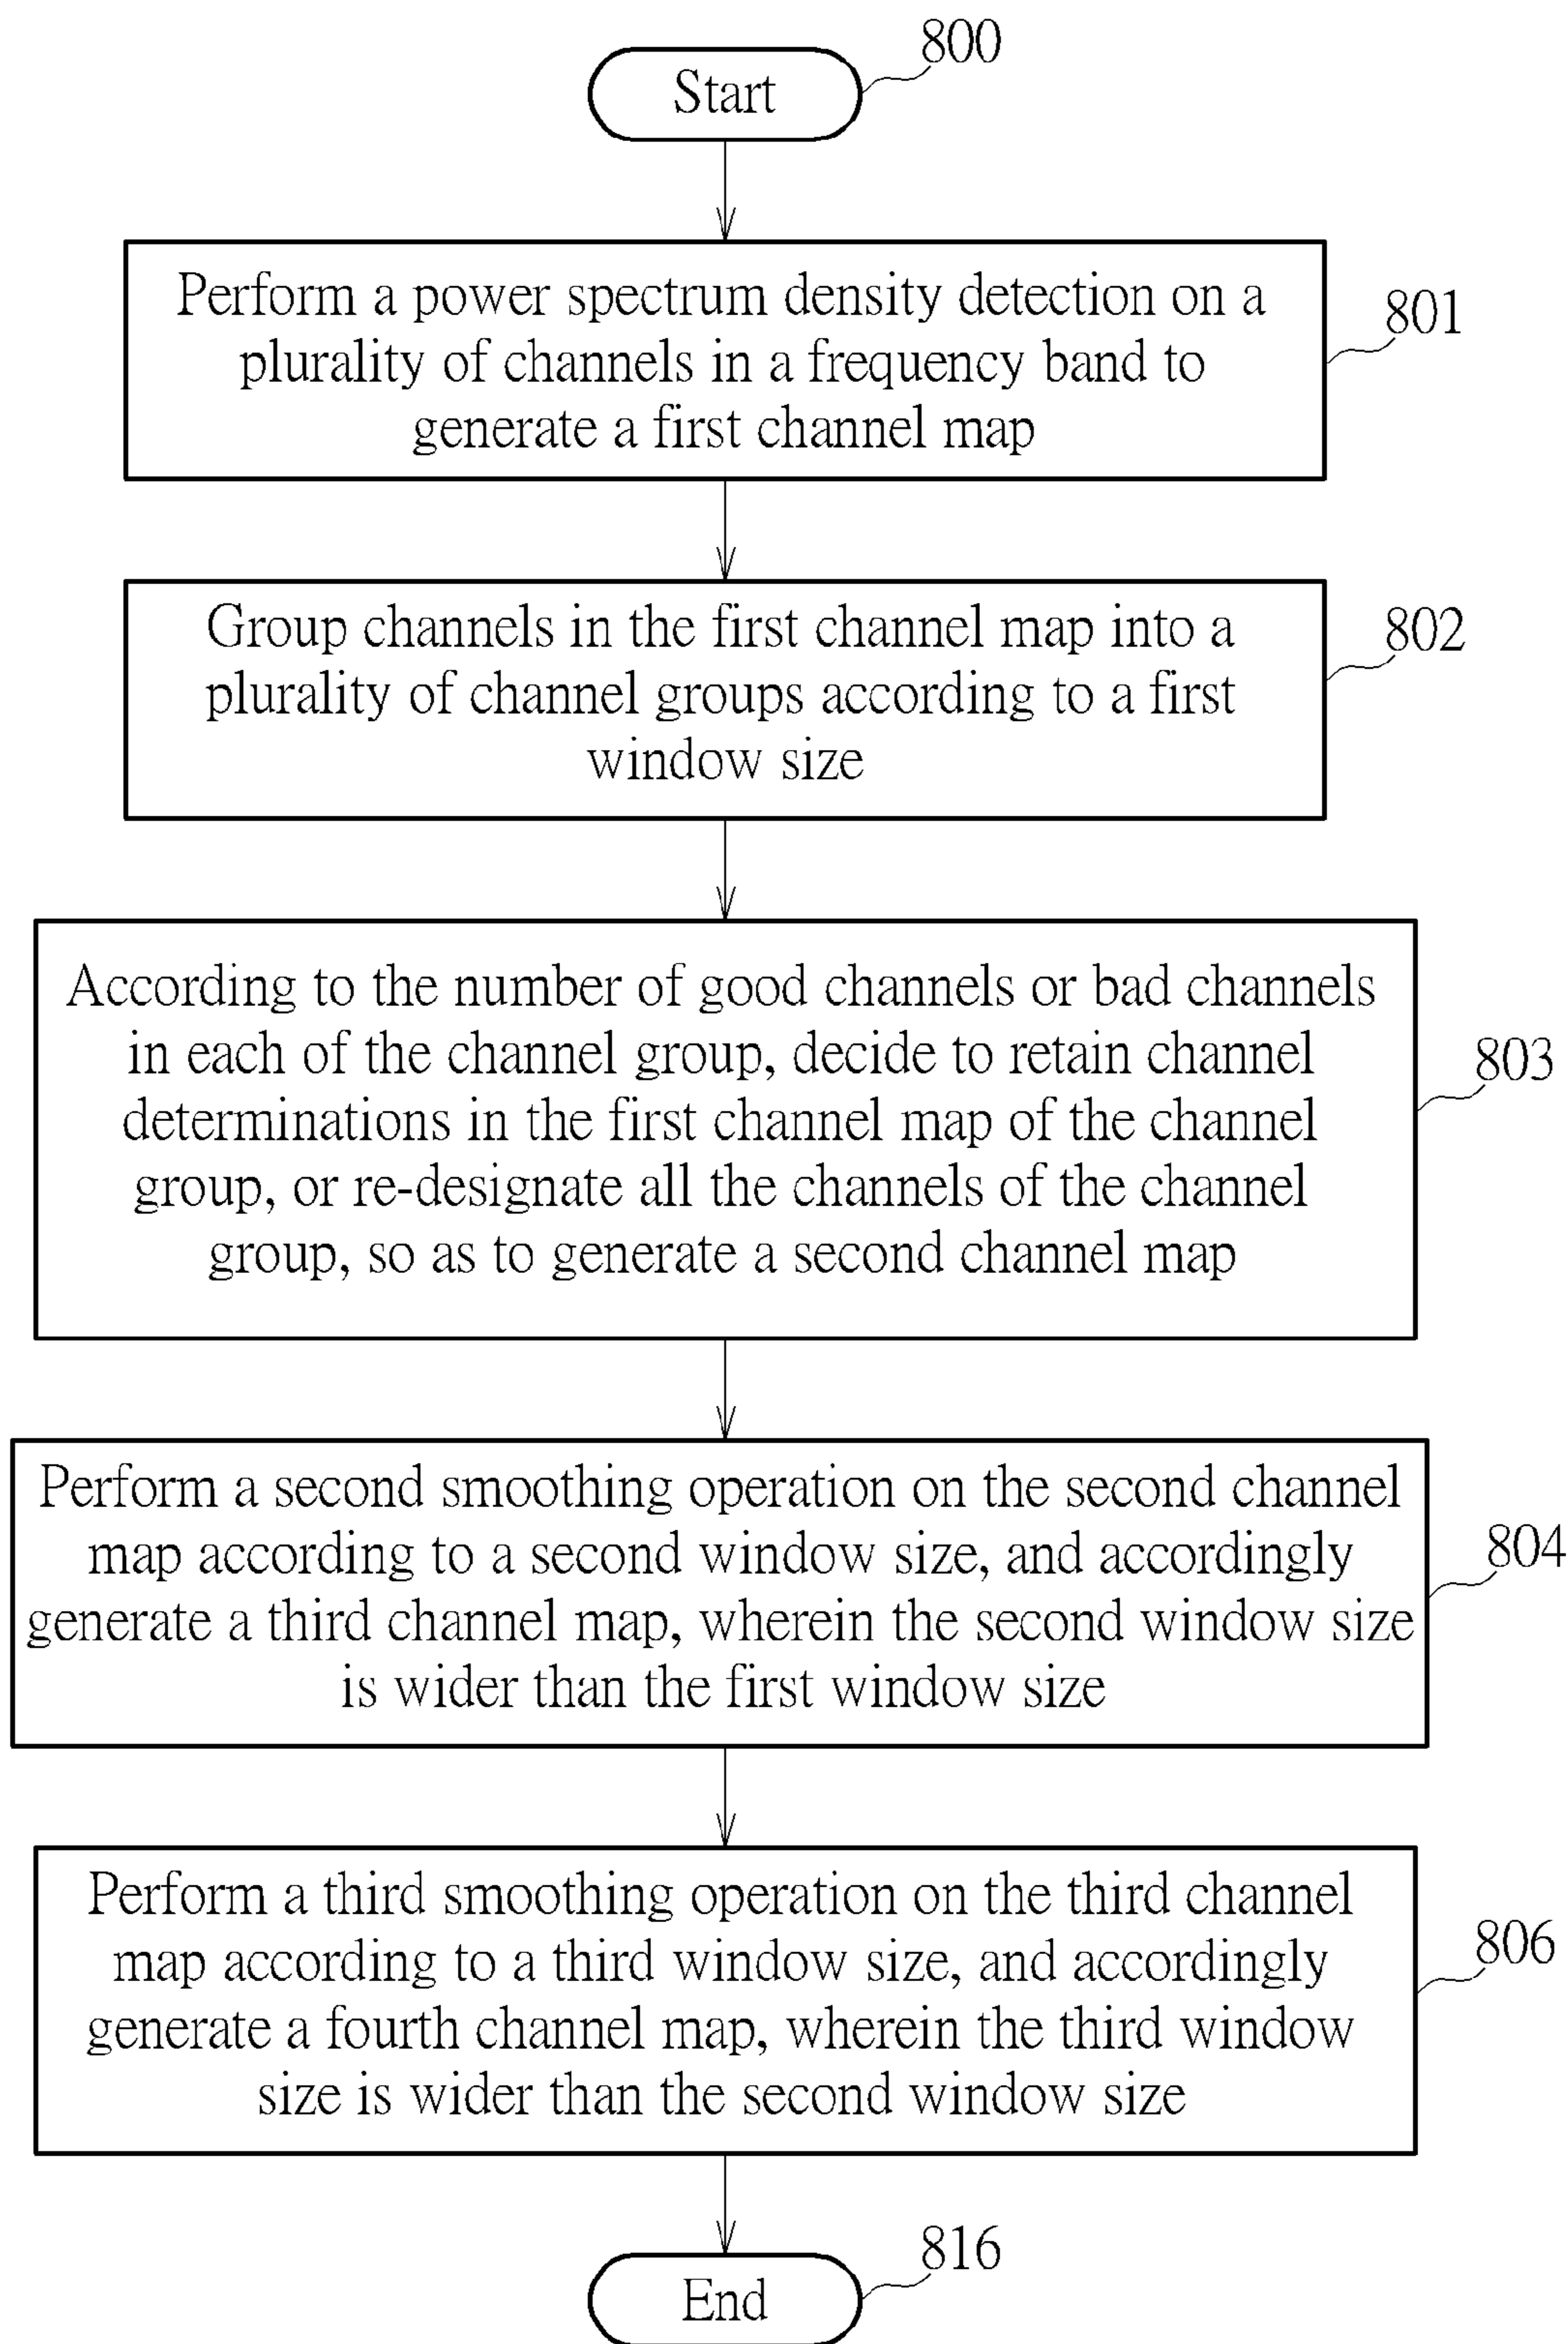 800
Start
Perform a power spectrum density detection on a
plurality of channels in a frequency band to
generate a first channel map
801
Group channels in the first channel map into a
plurality of channel groups according to a first
window size
802
According to the number of good channels or bad channels
in each of the channel group, decide to retain channel
determinations in the first channel map of the channel
group, or re-designate all the channels of the channel
group, so as to generate a second channel map
803
Perform a second smoothing operation on the second channel
map according to a second window size, and accordingly
generate a third channel map, wherein the second window size
is wider than the first window size
804
Perform a third smoothing operation on the third channel
map according to a third window size, and accordingly
generate a fourth channel map, wherein the third window
size is wider than the second window size
806
816
End